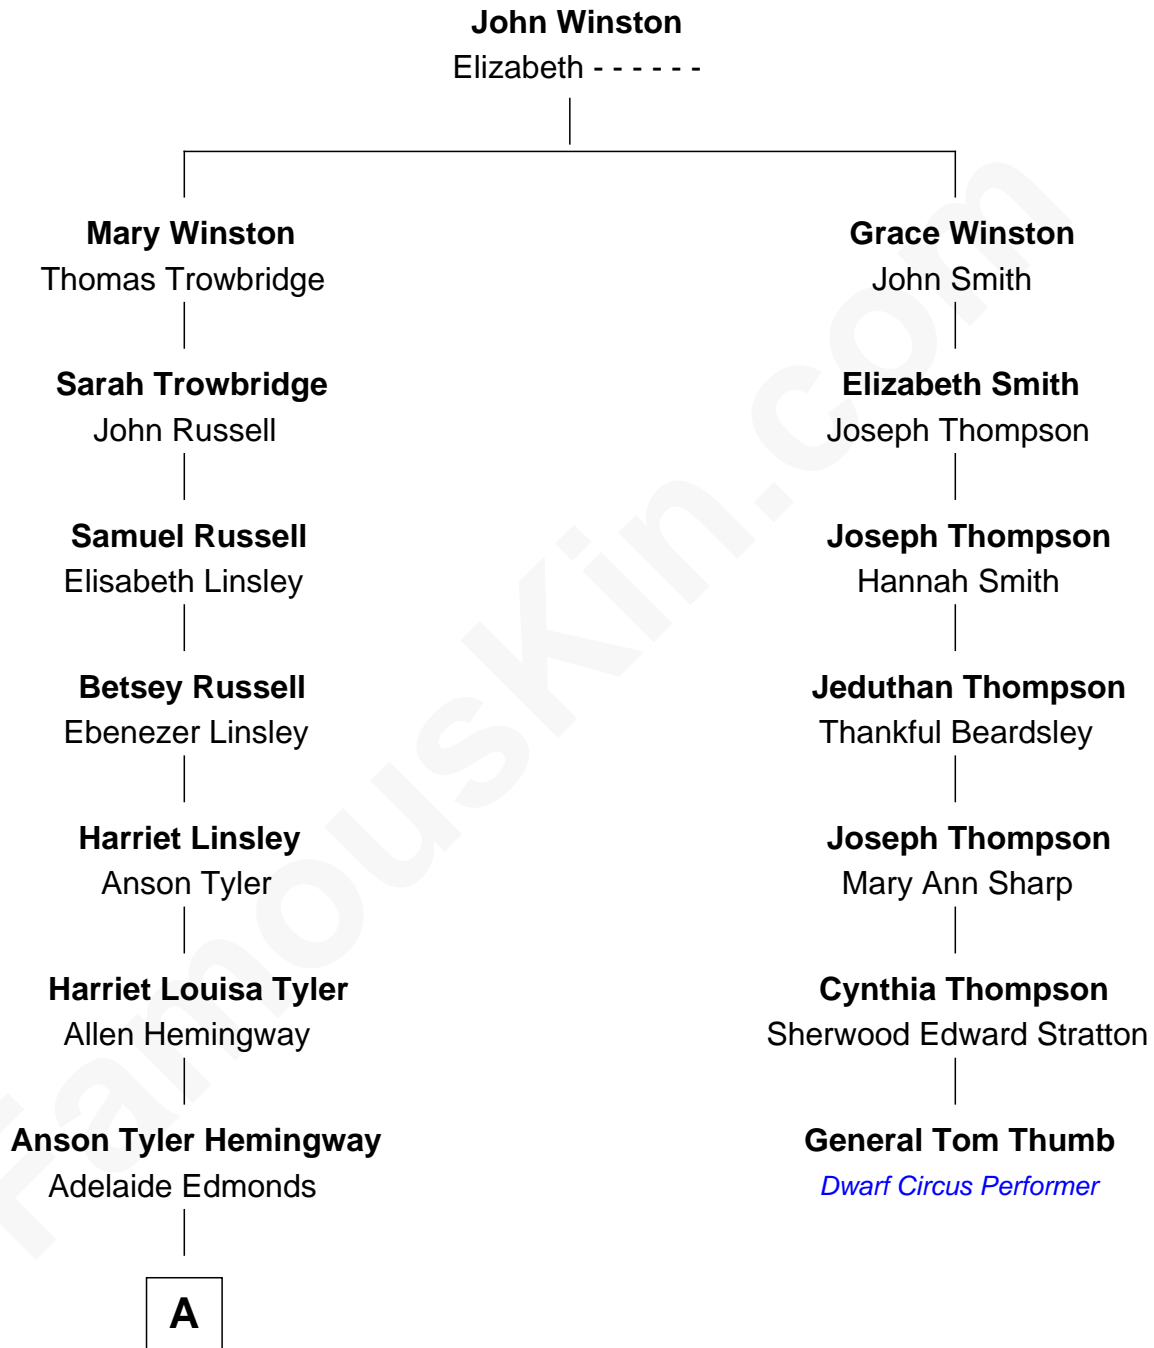 John Winston
Elizabeth - - - - - -
Mary Winston
Thomas Trowbridge
Grace Winston
John Smith
Sarah Trowbridge
John Russell
Elizabeth Smith
Joseph Thompson
Samuel Russell
Elisabeth Linsley
Joseph Thompson
Hannah Smith
Betsey Russell
Ebenezer Linsley
Jeduthan Thompson
Thankful Beardsley
Harriet Linsley
Anson Tyler
Joseph Thompson
Mary Ann Sharp
Harriet Louisa Tyler
Allen Hemingway
Cynthia Thompson
Sherwood Edward Stratton
Anson Tyler Hemingway
Adelaide Edmonds
General Tom Thumb
Dwarf Circus Performer
A
FamousKin.com